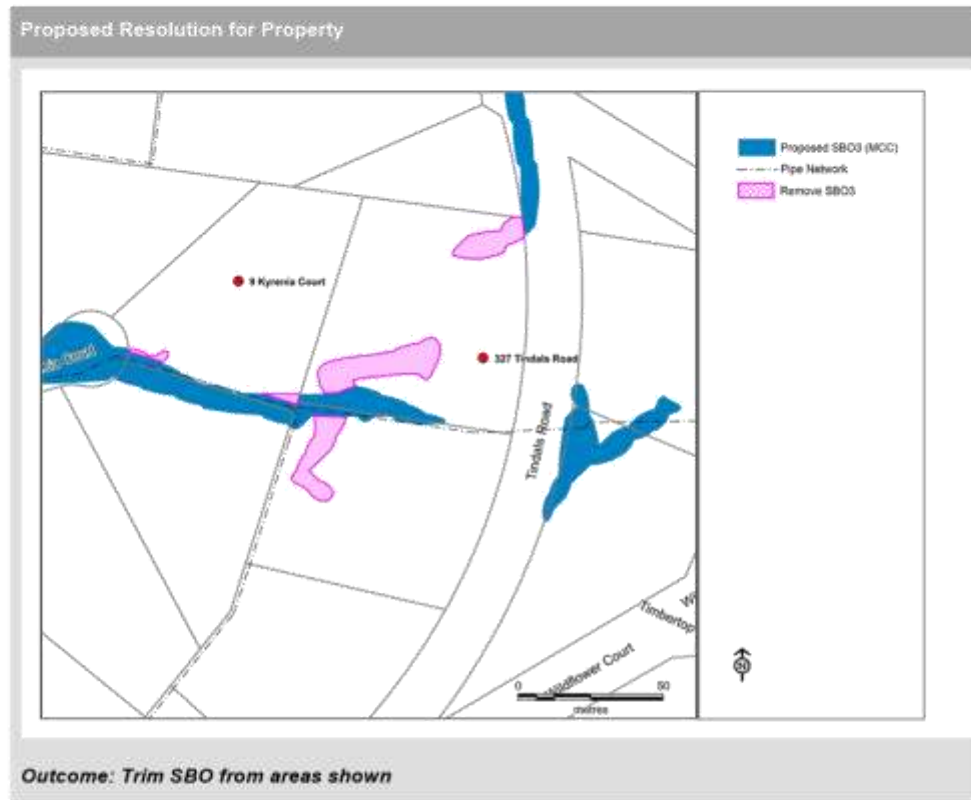 Proposed Resolution for Property
Proposed SBO3 (MCC)
Pipe Network
Remove SBO3
9 Kyrenia Court
327 Tindals Road
Tindals Road
Timbertop
Wildflower Court
0 50
metres
N
Outcome: Trim SBO from areas shown